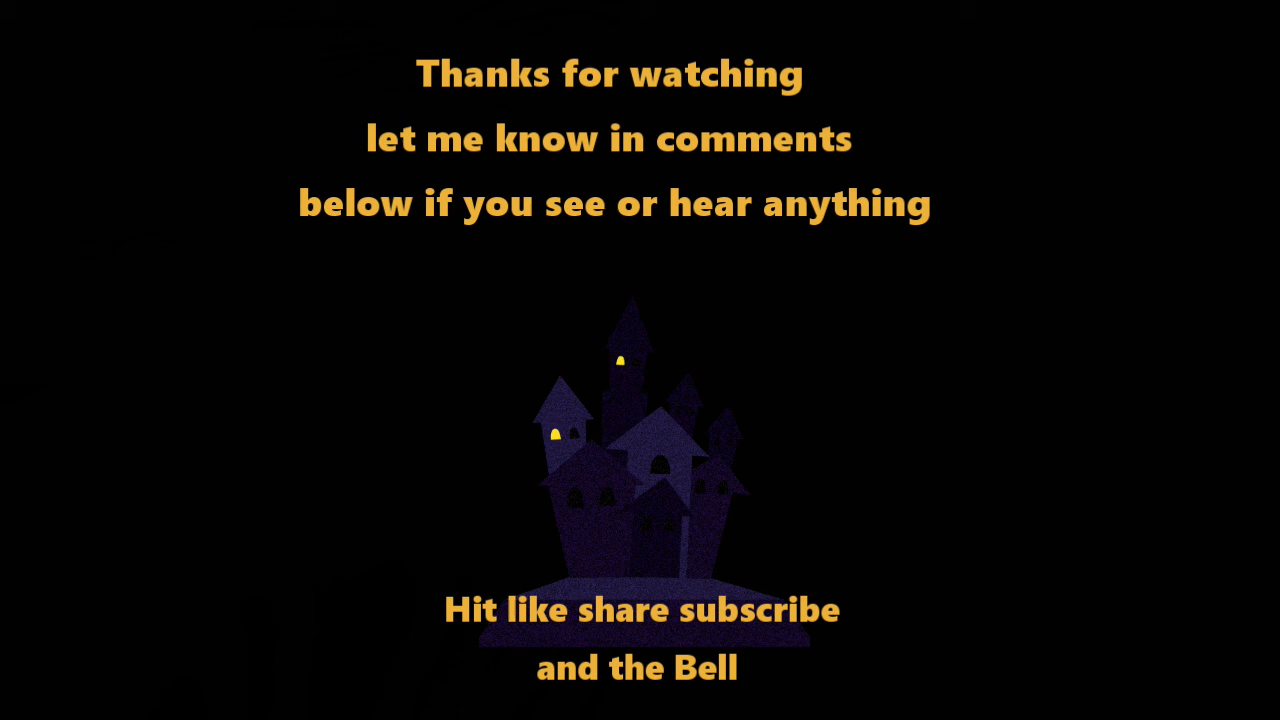 Thanks for watching
let me know in comments
below if you see or hear anything
Hit like share subscribe
and the Bell